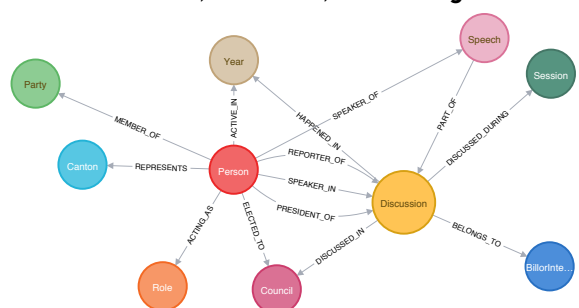 Speech
Year
Session
Party
MEMBER_OF
ACTIVE_IN
HAPPENED_IN
SPEAKER_OF
PART_OF
DISCUSSED_DURING
Canton
REPRESENTS
Person
REPORTER_OF
SPEAKER_IN
PRESIDENT_OF
Discussion
ACTING_AS
ELECTED_TO
DISCUSSED_IN
BELONGS_TO
Role
Council
BillorInte...